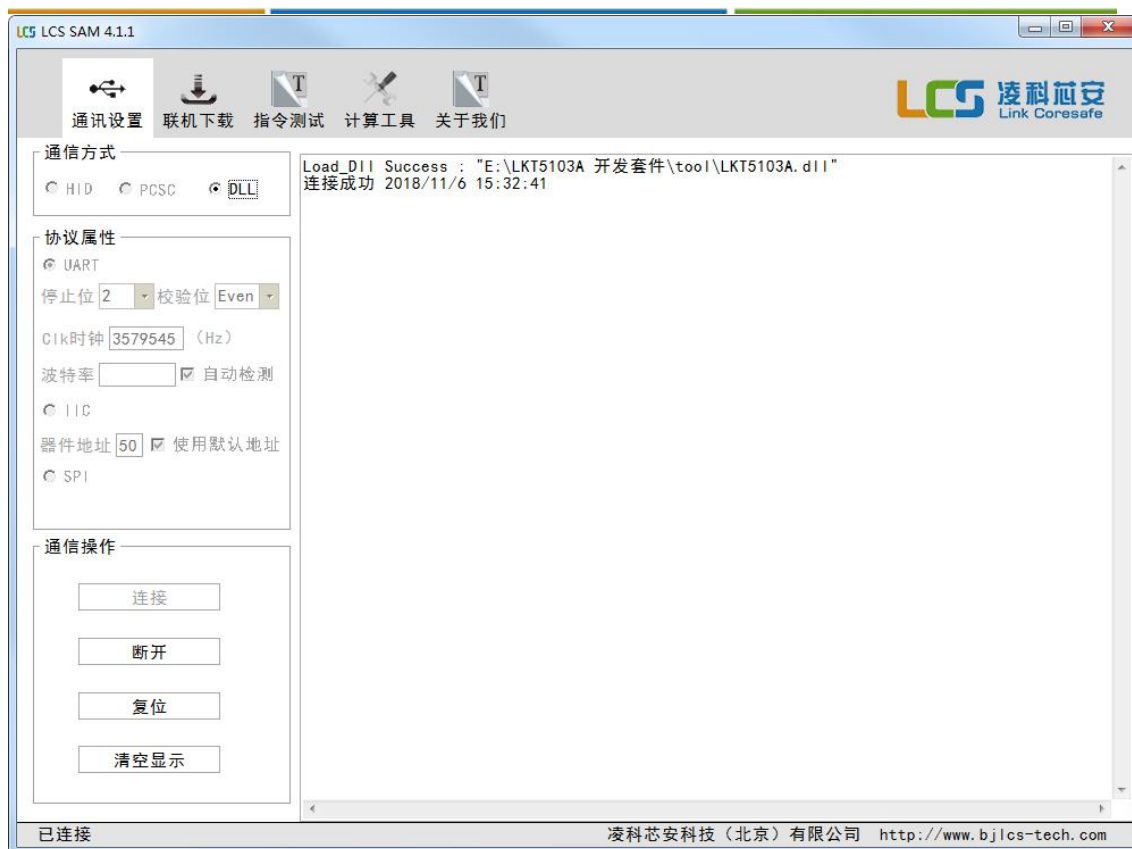 LCS LCS SAM 4.1.1
通讯设置 联机下载 指令测试 计算工具 关于我们
LCS 凌科芯安
Link Coresafe
通信方式
HID PCSC DLL
协议属性
UART
停止位 2 校验位 Even
Clk时钟 3579545 (Hz)
波特率 自动检测
IIC
器件地址 50 使用默认地址
SPI
通信操作
连接
断开
复位
清空显示
Load_Dll Success : "E:\LKT5103A 开发套件\tool\LKT5103A.dll"
连接成功 2018/11/6 15:32:41
已连接
凌科芯安科技（北京）有限公司 http://www.bjlcs-tech.com